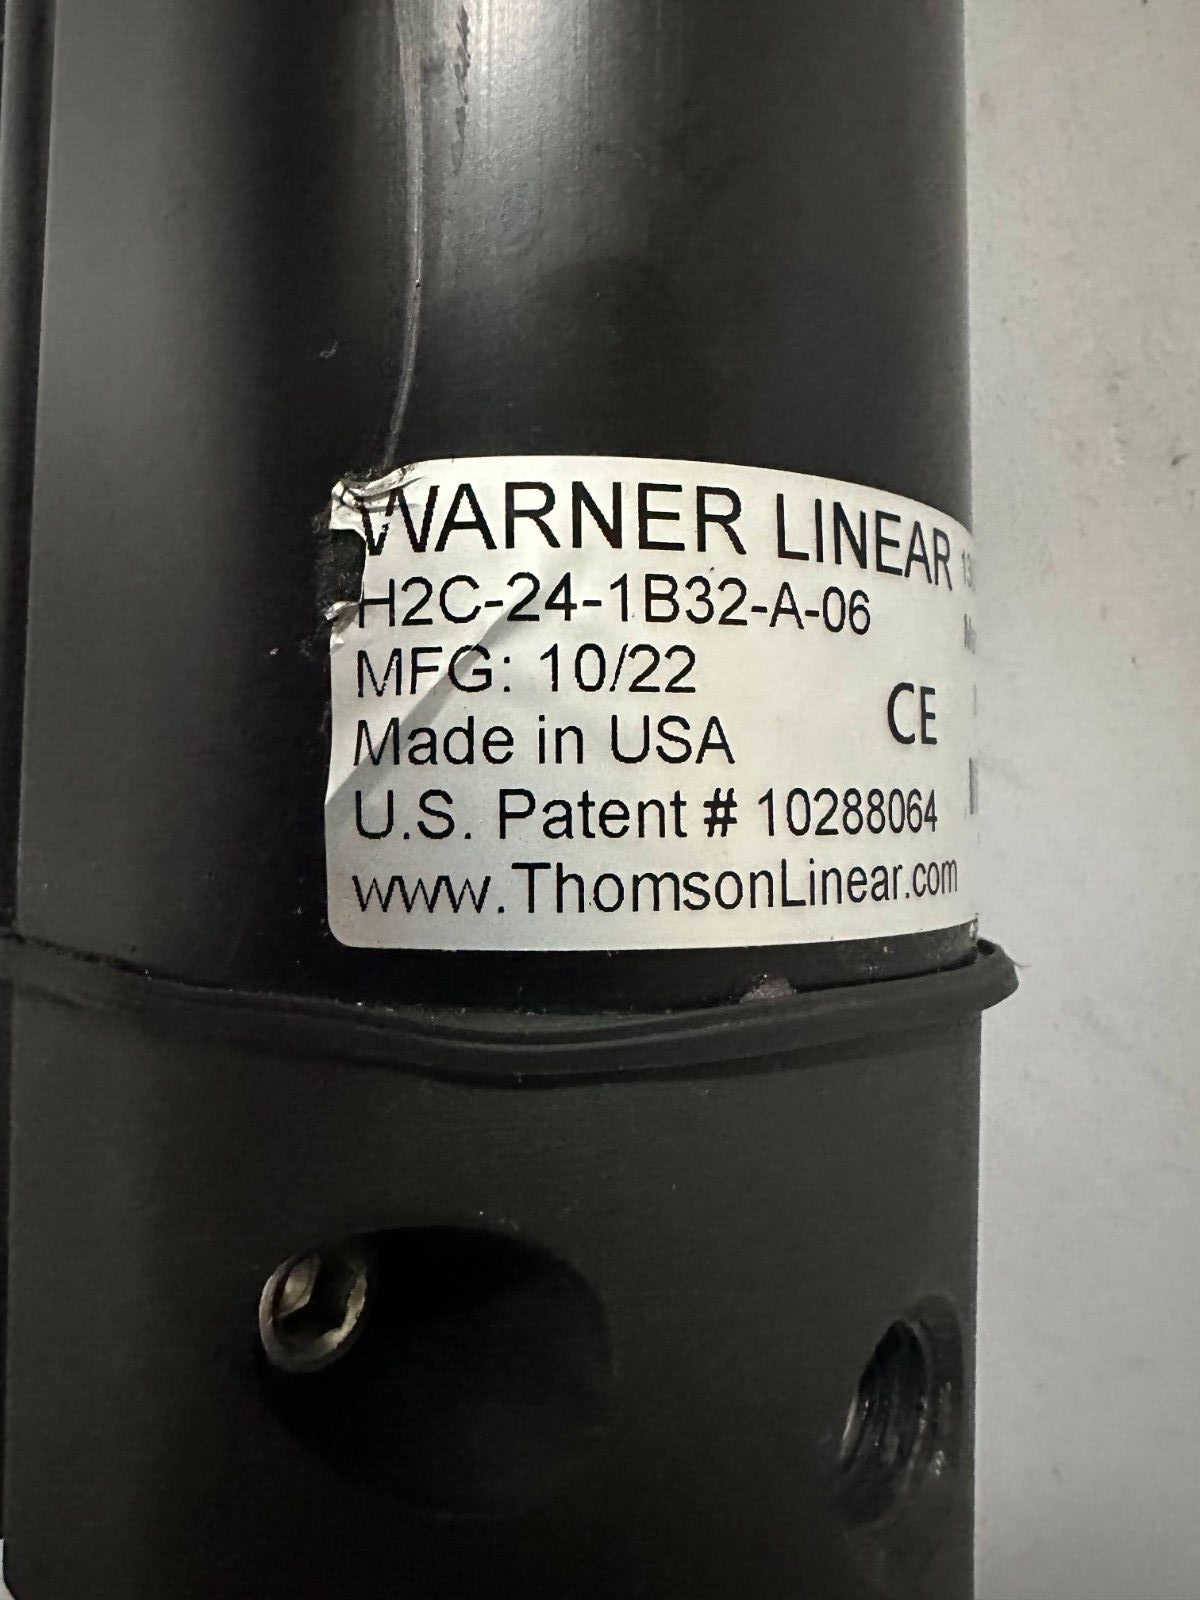 WARNER LINEAR
H2C-24-1B32-A-06
MFG: 10/22
Made in USA
CE
U.S. Patent # 10288064
www.ThomsonLinear.com